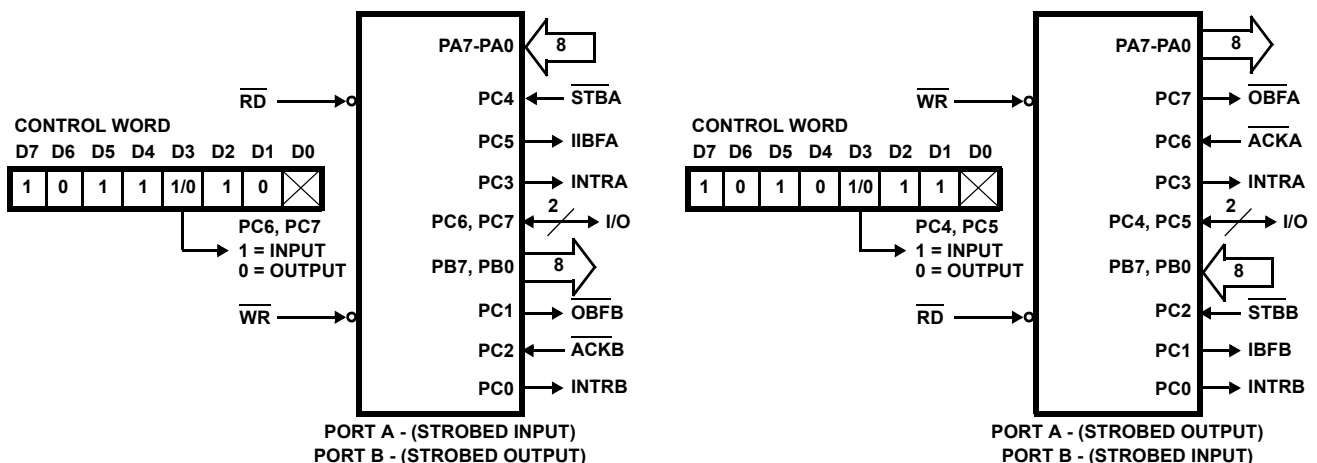 PA7-PA0
8
RD
PC4
STBA
CONTROL WORD
PC5
IIBFA
D7 D6 D5 D4 D3 D2 D1 D0
1 0 1 1 1/0 1 0
PC3
INTRA
PC6, PC7
1 = INPUT
0 = OUTPUT
PC6, PC7
2
I/O
PB7, PB0
8
WR
PC1
OBFB
PC2
ACKB
PC0
INTRB
PORT A - (STROBED INPUT)
PORT B - (STROBED OUTPUT)
PA7-PA0
8
WR
PC7
OBFA
CONTROL WORD
PC6
ACKA
D7 D6 D5 D4 D3 D2 D1 D0
1 0 1 0 1/0 1 1
PC3
INTRA
PC4, PC5
1 = INPUT
0 = OUTPUT
PC4, PC5
2
I/O
PB7, PB0
8
RD
PC2
STBB
PC1
IBFB
PC0
INTRB
PORT A - (STROBED OUTPUT)
PORT B - (STROBED INPUT)